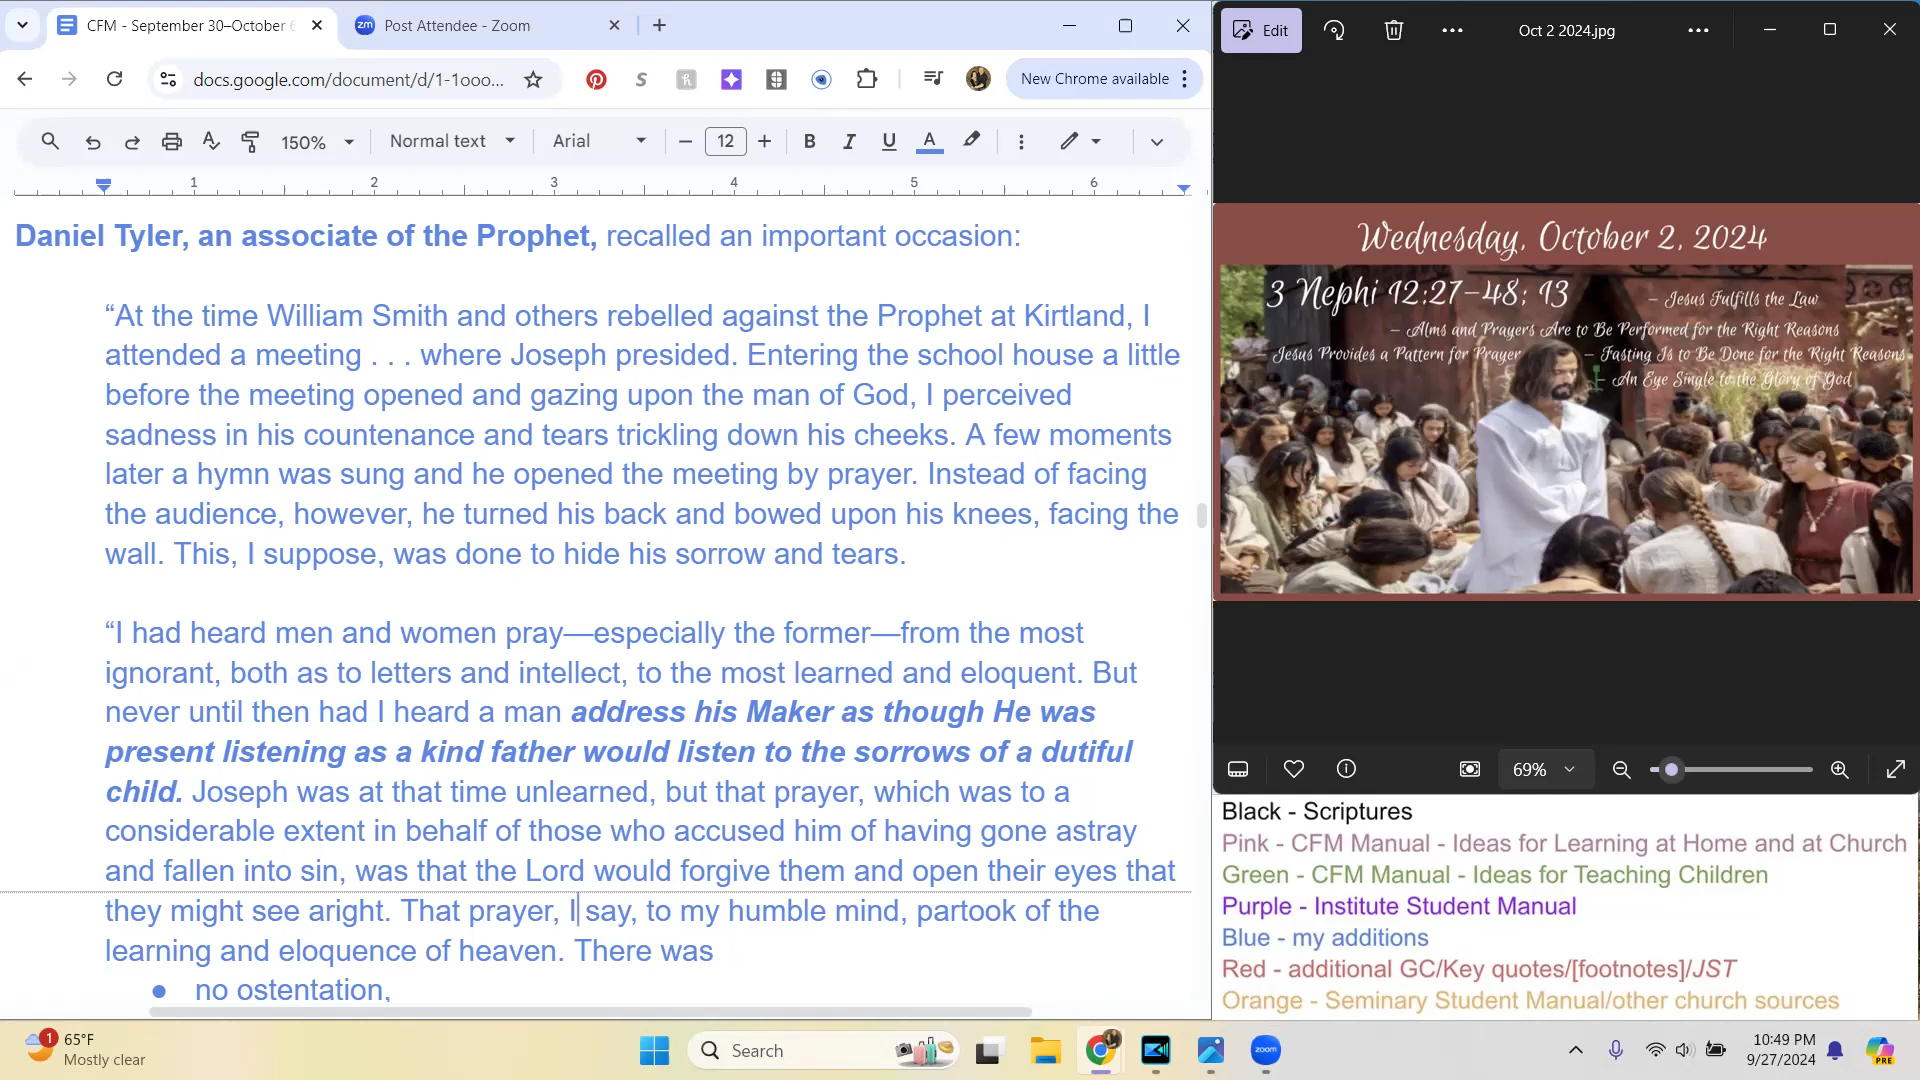 CFM - September 30–October 6
Post Attendee - Zoom
docs.google.com/document/d/1-1ooo...
New Chrome available
150%
Normal text
Arial
12
1 2 3 4 5 6
Daniel Tyler, an associate of the Prophet, recalled an important occasion:
“At the time William Smith and others rebelled against the Prophet at Kirtland, I
attended a meeting . . . where Joseph presided. Entering the school house a little
before the meeting opened and gazing upon the man of God, I perceived
sadness in his countenance and tears trickling down his cheeks. A few moments
later a hymn was sung and he opened the meeting by prayer. Instead of facing
the audience, however, he turned his back and bowed upon his knees, facing the
wall. This, I suppose, was done to hide his sorrow and tears.
“I had heard men and women pray—especially the former—from the most
ignorant, both as to letters and intellect, to the most learned and eloquent. But
never until then had I heard a man address his Maker as though He was
present listening as a kind father would listen to the sorrows of a dutiful
child. Joseph was at that time unlearned, but that prayer, which was to a
considerable extent in behalf of those who accused him of having gone astray
and fallen into sin, was that the Lord would forgive them and open their eyes that
they might see aright. That prayer, I say, to my humble mind, partook of the
learning and eloquence of heaven. There was
● no ostentation,
Edit
Oct 2 2024.jpg
Wednesday, October 2, 2024
3 Nephi 12:27-48; 13
- Jesus Fulfills the Law
- Alms and Prayers Are to Be Performed for the Right Reasons
- Jesus Provides a Pattern for Prayer
- Fasting Is to Be Done for the Right Reasons
- An Eye Single to the Glory of God
69%
Black - Scriptures
Pink - CFM Manual - Ideas for Learning at Home and at Church
Green - CFM Manual - Ideas for Teaching Children
Purple - Institute Student Manual
Blue - my additions
Red - additional GC/Key quotes/[footnotes]/JST
Orange - Seminary Student Manual/other church sources
1
65°F
Mostly clear
Search
zoom
10:49 PM
9/27/2024
PRE